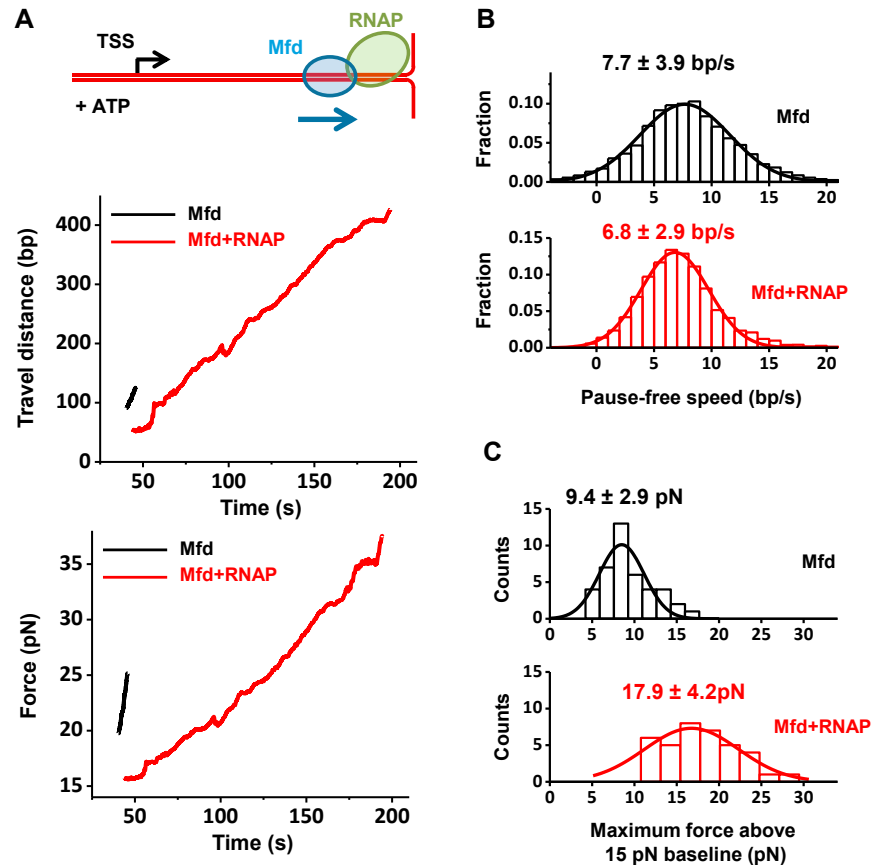 A
TSS
Mfd
RNAP
+ ATP
Mfd
Mfd+RNAP
Travel distance (bp)
400
300
200
100
0
50
100
150
200
Time (s)
Mfd
Mfd+RNAP
Force (pN)
35
30
25
20
15
50
100
150
200
Time (s)
B
7.7 ± 3.9 bp/s
Mfd
Fraction
0.10
0.05
0.00
0
5
10
15
20
6.8 ± 2.9 bp/s
Mfd+RNAP
Fraction
0.15
0.10
0.05
0.00
0
5
10
15
20
Pause-free speed (bp/s)
C
9.4 ± 2.9 pN
Mfd
Counts
15
10
5
0
0
5
10
15
20
25
30
17.9 ± 4.2pN
Mfd+RNAP
Counts
15
10
5
0
0
5
10
15
20
25
30
Maximum force above
15 pN baseline (pN)